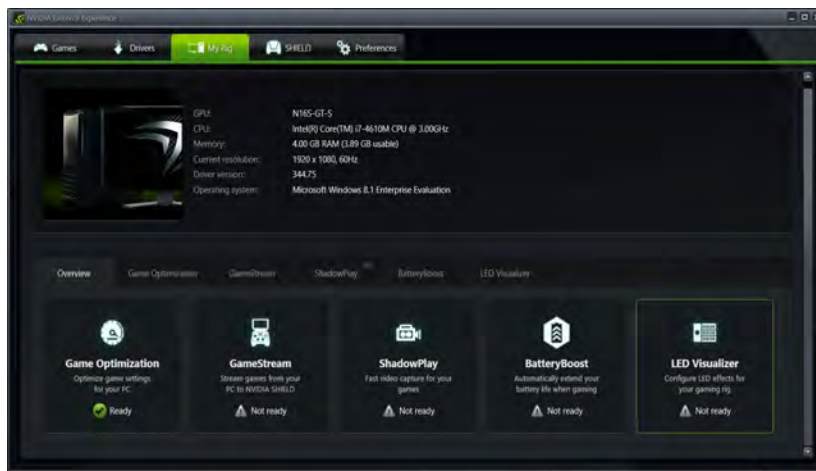 NVIDIA GeForce Experience
Games
Drivers
My Rig
SHIELD
Preferences
GPU: N16S-GT-S
CPU: Intel(R) Core(TM) i7-4610M CPU @ 3.00GHz
Memory: 4.00 GB RAM (3.89 GB usable)
Current resolution: 1920 x 1080, 60Hz
Driver version: 344.75
Operating system: Microsoft Windows 8.1 Enterprise Evaluation
Overview
Game Optimization
GameStream
ShadowPlay
BatteryBoost
LED Visualizer
Game Optimization
Optimize game settings
for your PC.
Ready
GameStream
Stream games from your
PC to NVIDIA SHIELD
Not ready
ShadowPlay
Fast video capture for your
games
Not ready
BatteryBoost
Automatically extend your
battery life when gaming
Not ready
LED Visualizer
Configure LED effects for
your gaming rig.
Not ready